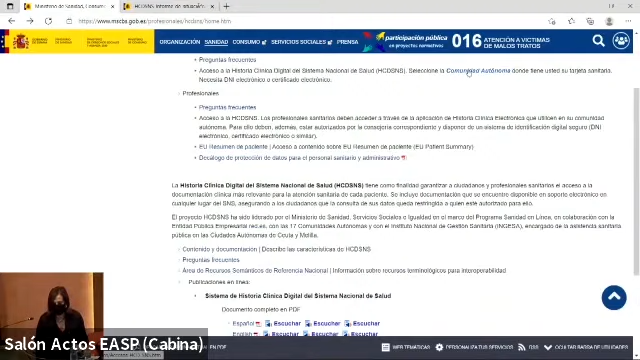 Ministerio de Sanidad, Consumo
HCDSNS Informe de situación
https://www.mscbs.gob.es/profesionales/hcdsns/home.htm
ORGANIZACIÓN SANIDAD CONSUMO SERVICIOS SOCIALES PRENSA
participación pública
en proyectos normativos
016 ATENCIÓN A VÍCTIMAS
DE MALOS TRATOS
Preguntas frecuentes
Acceso a la Historia Clínica Digital del Sistema Nacional de Salud (HCDSNS). Seleccione la Comunidad Autónoma donde tiene usted su tarjeta sanitaria.
Necesita DNI electrónico o certificado electrónico.
Profesionales
Preguntas frecuentes
Acceso a la HCDSNS. Los profesionales sanitarios deben acceder a través de la aplicación de Historia Clínica Electrónica que utilicen en su comunidad
autónoma. Para ello deben, además, estar autorizados por la consejería correspondiente y disponer de un sistema de identificación digital seguro (DNI
electrónico, certificado electrónico o similar).
EU Resumen de paciente | Acceso a contenido sobre EU Resumen de paciente (EU Patient Summary)
Decálogo de protección de datos para el personal sanitario y administrativo
La Historia Clínica Digital del Sistema Nacional de Salud (HCDSNS) tiene como finalidad garantizar a ciudadanos y profesionales sanitarios el acceso a la
documentación clínica más relevante para la atención sanitaria de cada paciente. Se incluye documentación que se encuentre disponible en soporte electrónico en
cualquier lugar del SNS, asegurando a los ciudadanos que la consulta de sus datos queda restringida a quien esté autorizado para ello.
El proyecto HCDSNS ha sido liderado por el Ministerio de Sanidad, Servicios Sociales e Igualdad en el marco del Programa Sanidad en Línea, en colaboración con la
Entidad Pública Empresarial red.es, con las 17 Comunidades Autónomas y con el Instituto Nacional de Gestión Sanitaria (INGESA), encargado de la asistencia sanitaria
pública en las Ciudades Autónomas de Ceuta y Melilla.
Contenido y documentación | Describe las características de HCDSNS
Preguntas frecuentes
Área de Recursos Semánticos de Referencia Nacional | Información sobre recursos terminológicos para interoperabilidad
Publicaciones en línea:
Sistema de Historia Clínica Digital del Sistema Nacional de Salud
Documento completo en PDF
Español Escuchar Escuchar Escuchar
English Escuchar Escuchar Escuchar
EN PDF
WEB TEMÁTICAS PERSONALIZA TUS SERVICIOS RSS VOLCADO BASE DE UTILIDADES
Salón Actos EASP (Cabina)